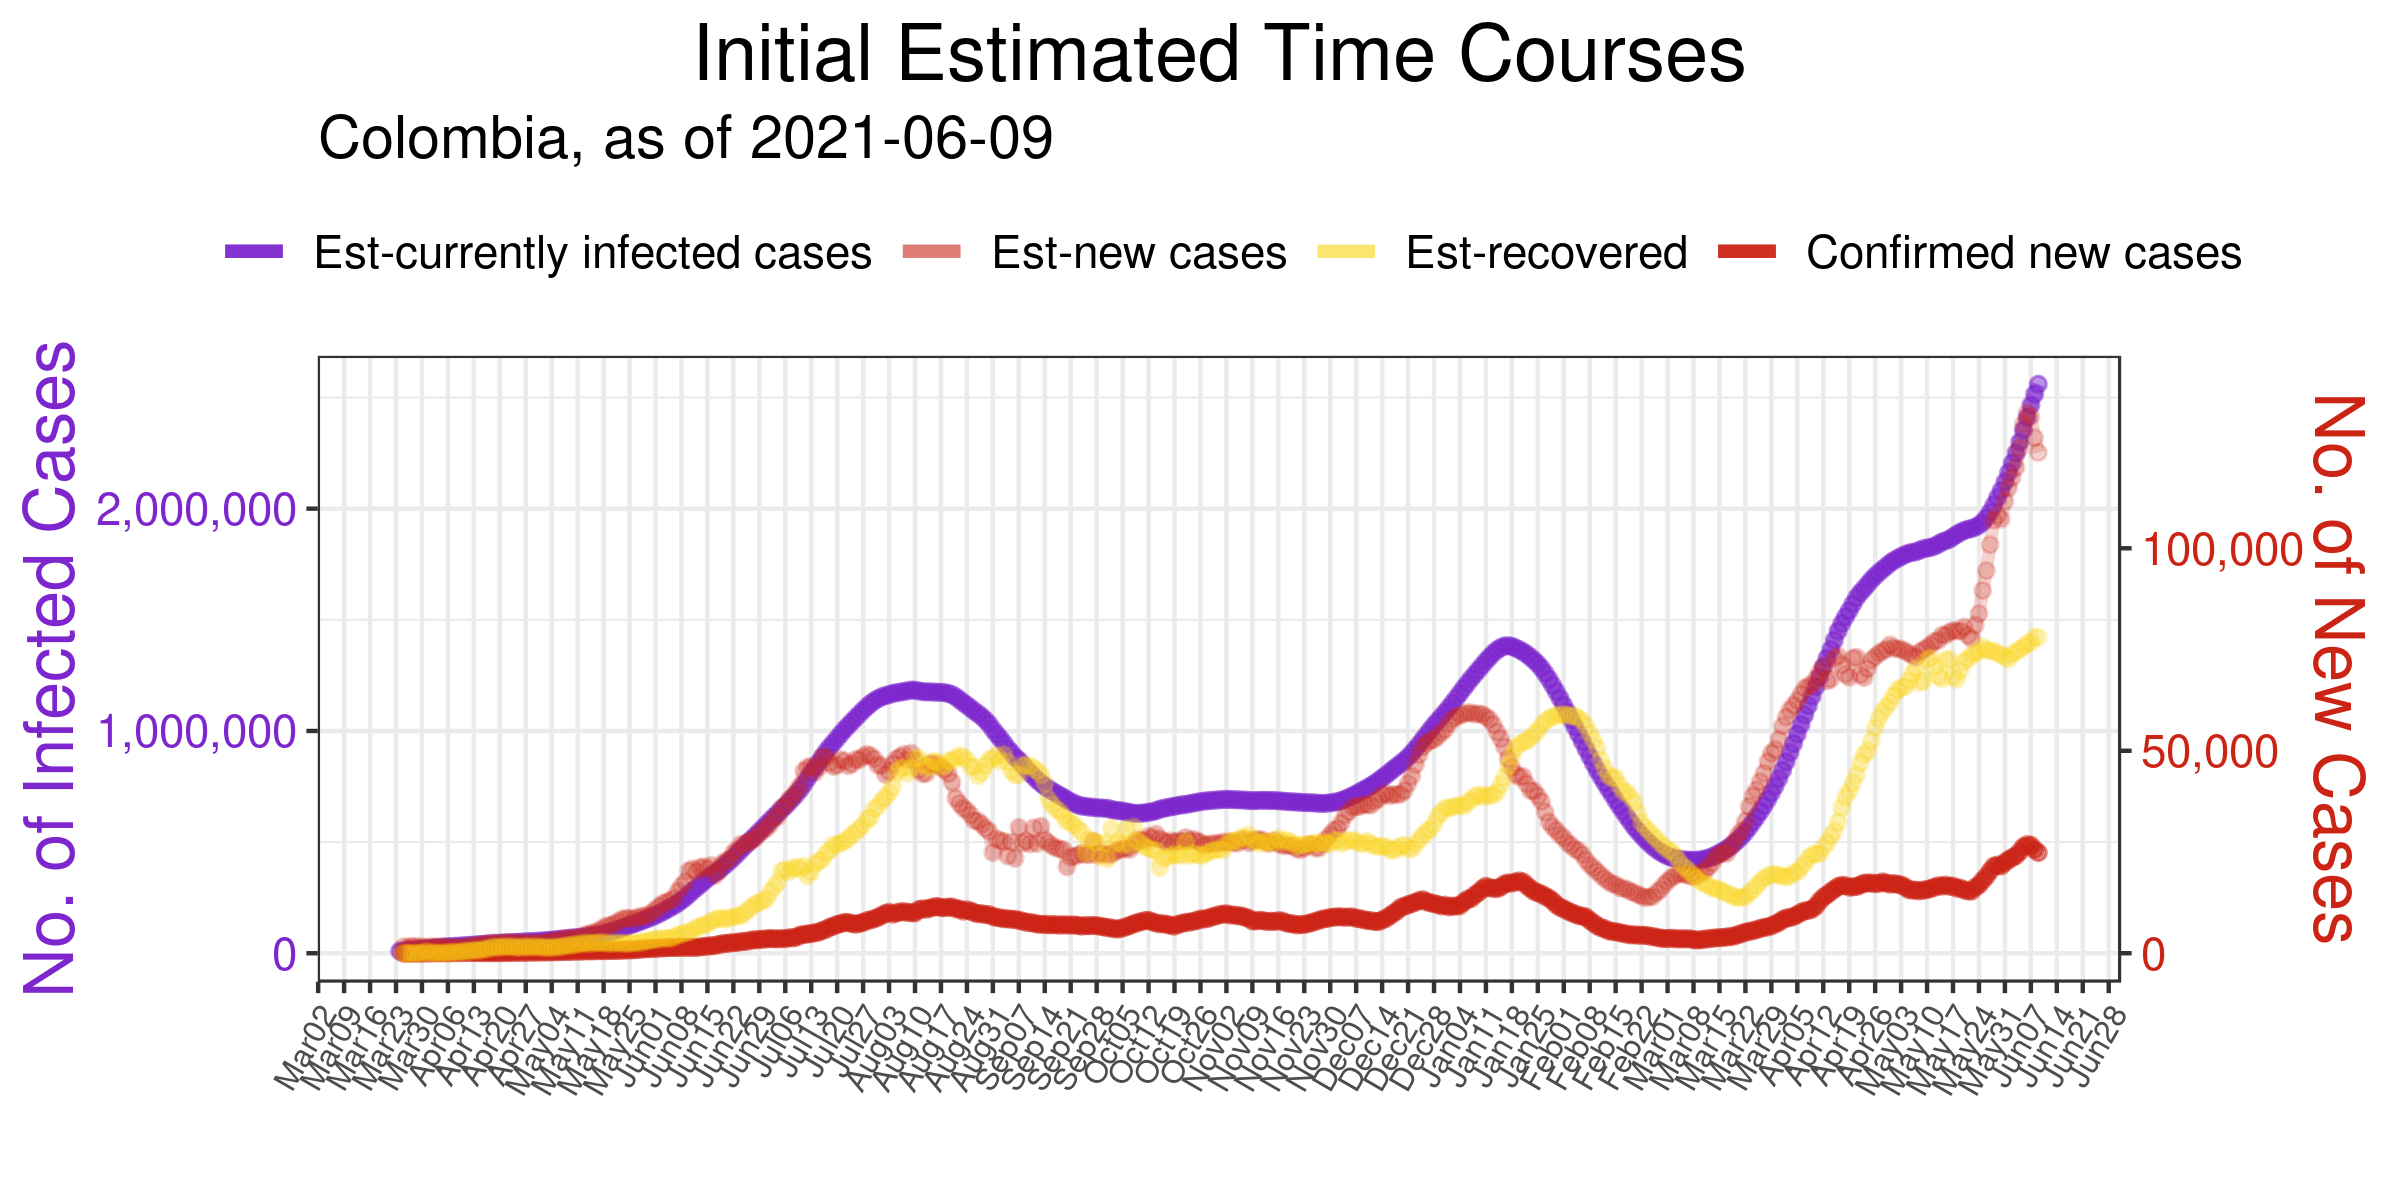 Initial Estimated Time Courses
Colombia, as of 2021-06-09
Est-currently infected cases Est-new cases Est-recovered Confirmed new cases
No. of Infected Cases
2,000,000
1,000,000
0
100,000
50,000
0
No. of New Cases
Mar02
Mar09
Mar16
Mar23
Mar30
Apr06
Apr13
Apr20
Apr27
May04
May11
May18
May25
Jun01
Jun08
Jun15
Jun22
Jun29
Jul06
Jul13
Jul20
Jul27
Aug03
Aug10
Aug17
Aug24
Aug31
Sep07
Sep14
Sep21
Sep28
Oct05
Oct12
Oct19
Oct26
Nov02
Nov09
Nov16
Nov23
Nov30
Dec07
Dec14
Dec21
Dec28
Jan04
Jan11
Jan18
Jan25
Feb01
Feb08
Feb15
Feb22
Mar01
Mar08
Mar15
Mar22
Mar29
Apr05
Apr12
Apr19
Apr26
May03
May10
May17
May24
May31
Jun07
Jun14
Jun21
Jun28